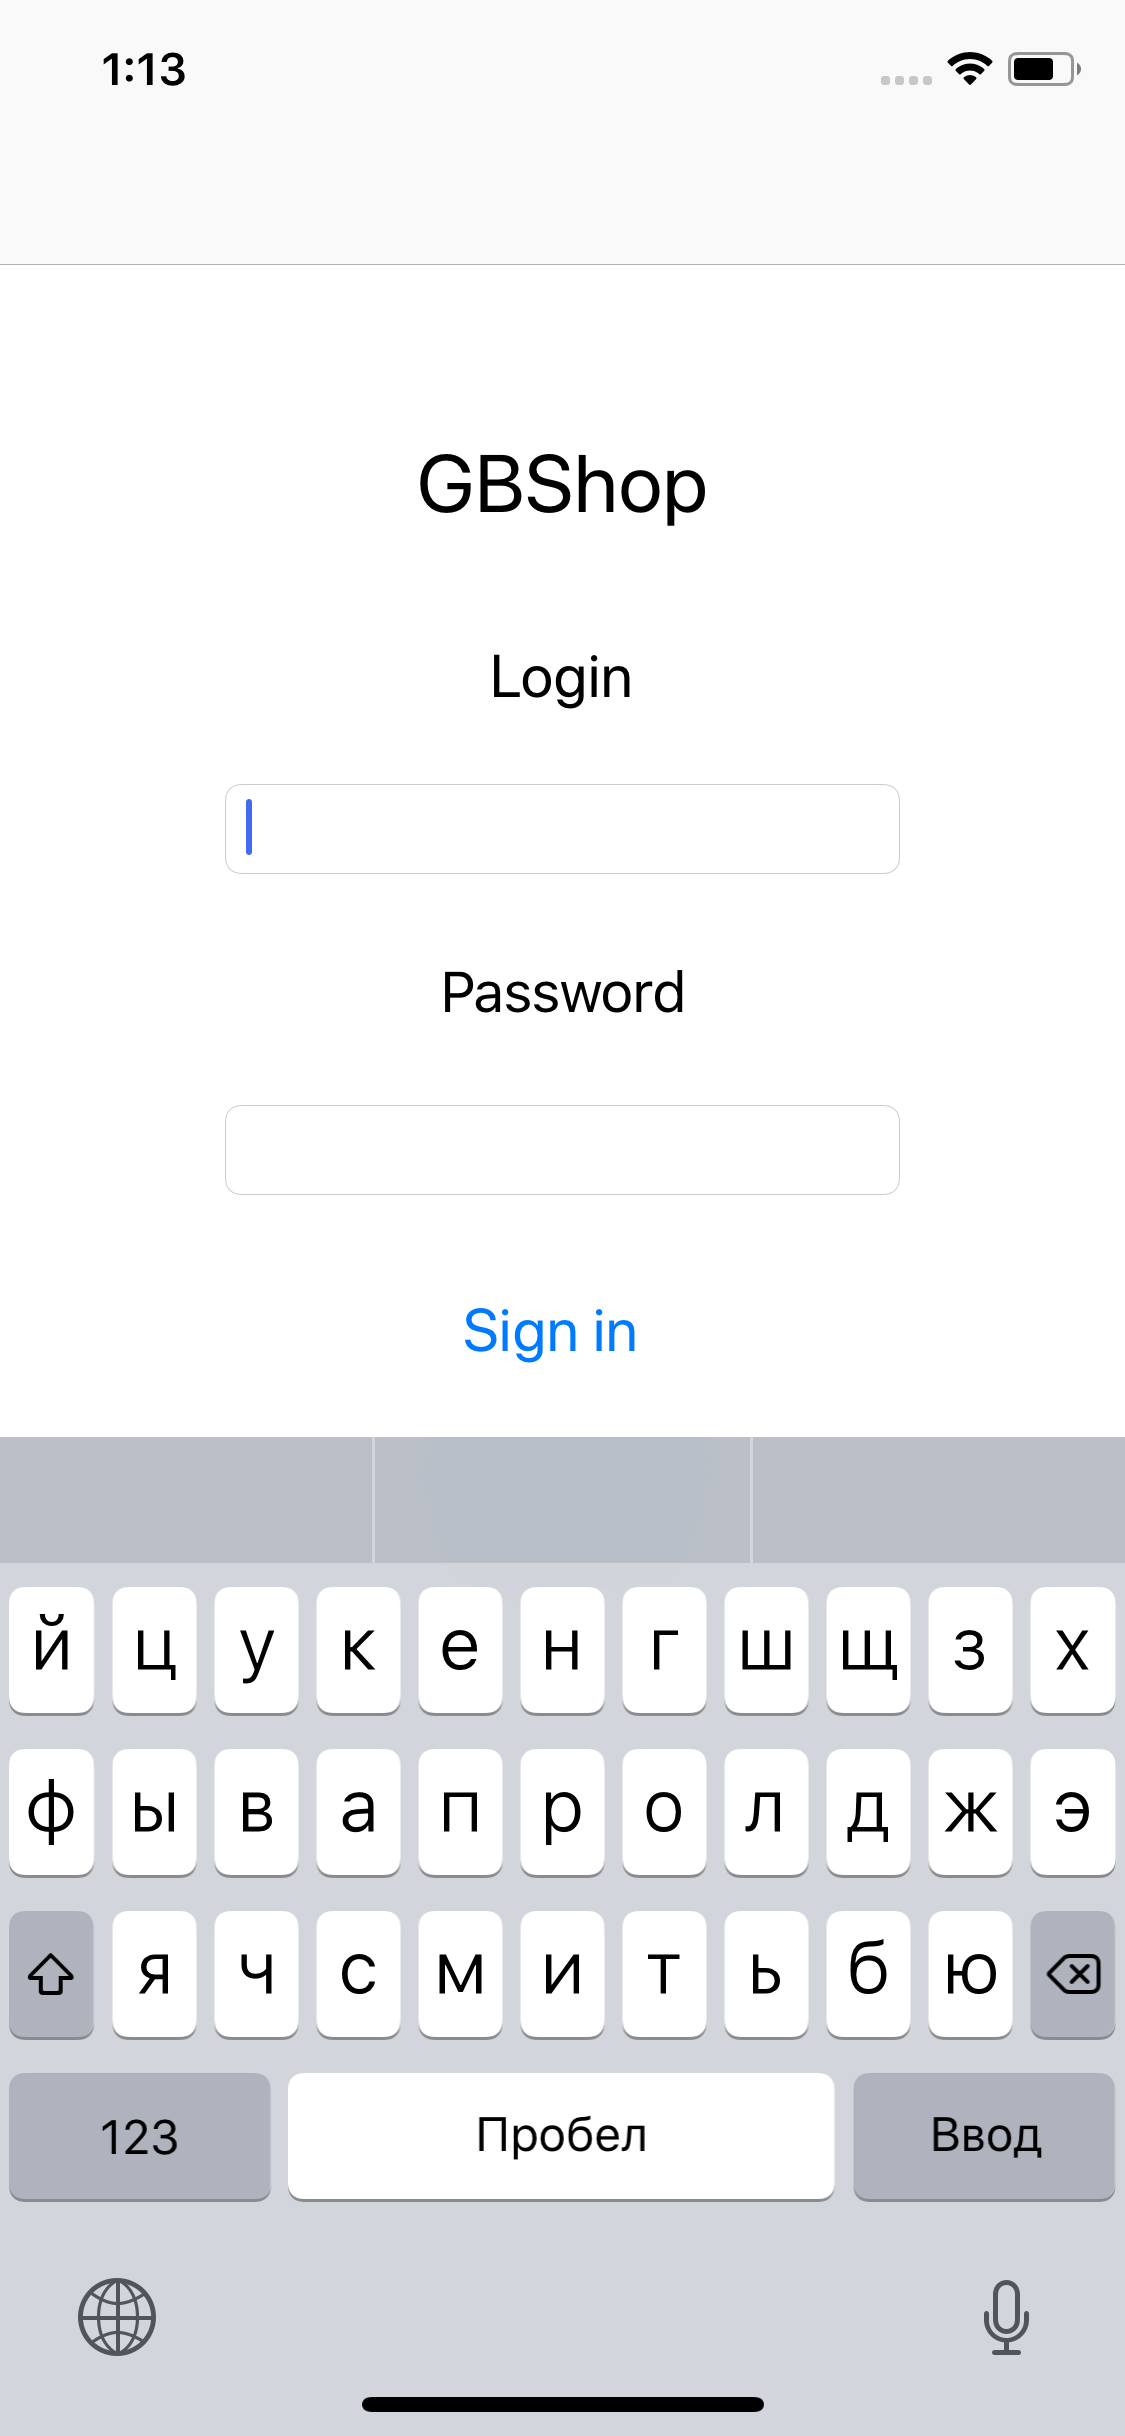 1:13
GBShop
Login
Password
Sign in
й ц у к е н г ш щ з х
ф ы в а п р о л д ж э
я ч с м и т ь б ю
123 Пробел Ввод